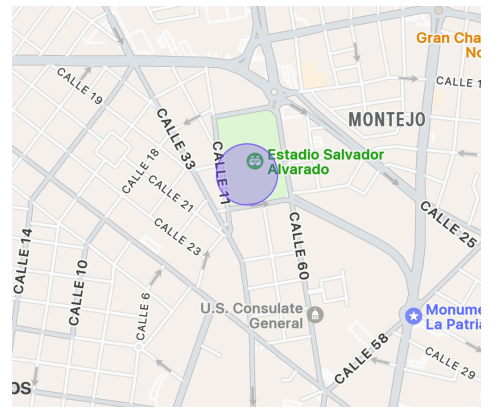 Gran Cha
No
CALLE 1
CALLE 19
MONTEJO
CALLE 33
CALLE 11
Estadio Salvador
Alvarado
CALLE 18
CALLE 21
CALLE 23
CALLE 25
CALLE 14
CALLE 10
CALLE 60
CALLE 6
U.S. Consulate
General
Monume
La Patria
CALLE 58
CALLE 29
OS